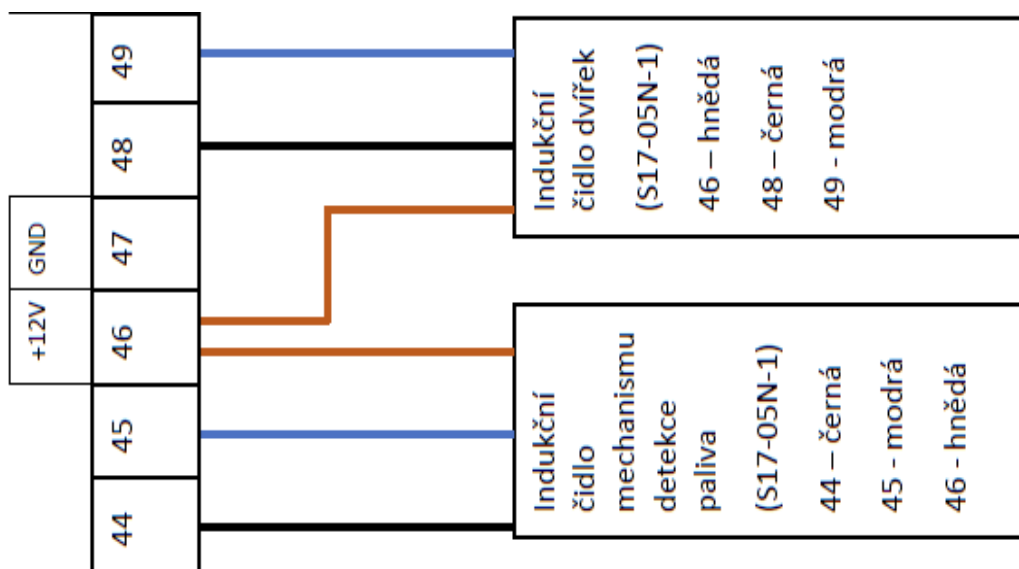 +12V
GND
44
45
46
47
48
49
Indukční
čidlo
mechanismu
detekce
paliva
(S17-05N-1)
44 – černá
45 - modrá
46 - hnědá
Indukční
čidlo dvířek
(S17-05N-1)
46 – hnědá
48 – černá
49 - modrá